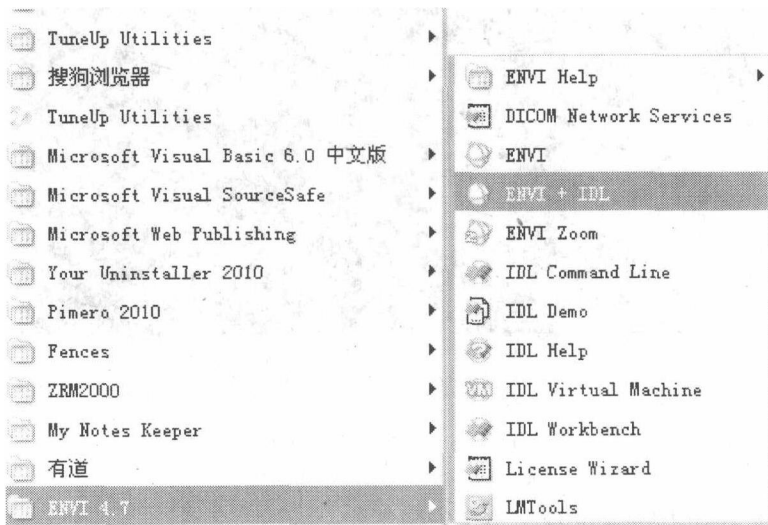 TuneUp Utilities
搜狗浏览器
TuneUp Utilities
Microsoft Visual Basic 6.0 中文版
Microsoft Visual SourceSafe
Microsoft Web Publishing
Your Uninstaller 2010
Pimero 2010
Fences
ZRM2000
My Notes Keeper
有道
ENVI 4.7
ENVI Help
DICOM Network Services
ENVI
ENVI + IDL
ENVI Zoom
IDL Command Line
IDL Demo
IDL Help
IDL Virtual Machine
IDL Workbench
License Wizard
LMTools